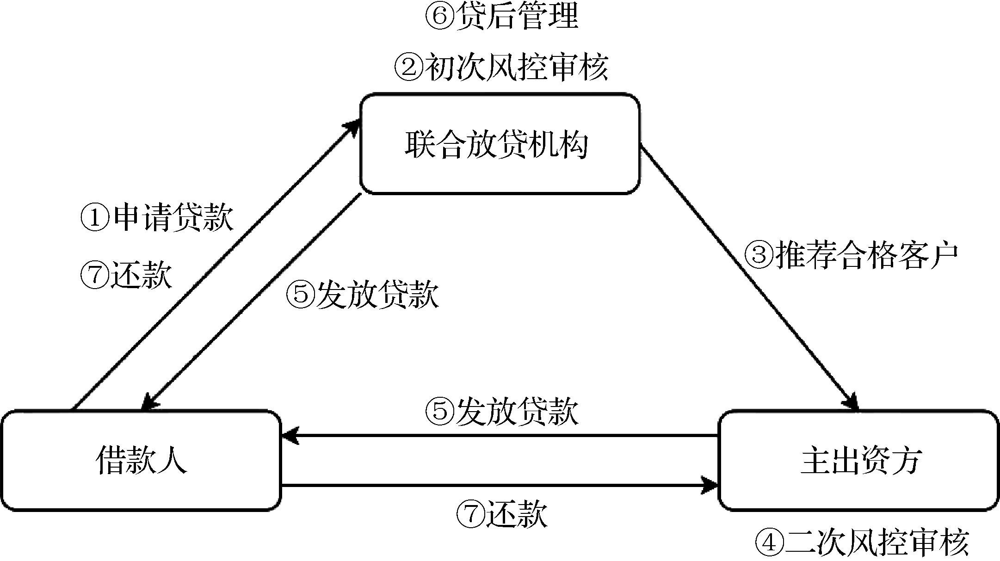 ⑥贷后管理
②初次风控审核
联合放贷机构
①申请贷款
⑦还款
③推荐合格客户
⑤发放贷款
⑤发放贷款
借款人
主出资方
⑦还款
④二次风控审核